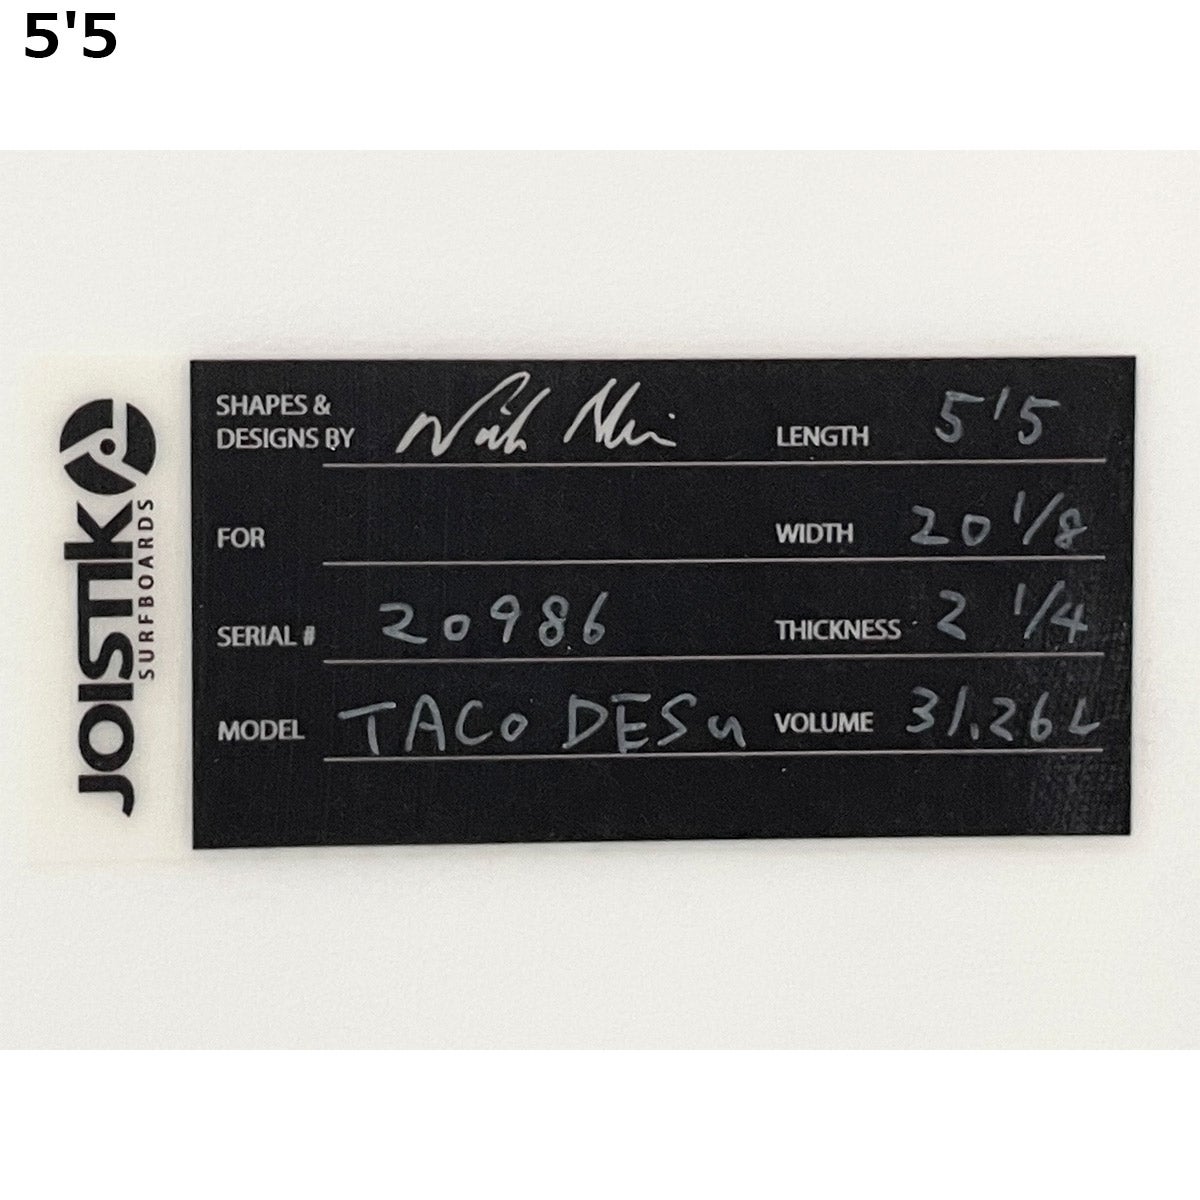 5'5
SHAPES &
DESIGNS BY
LENGTH 5'5
FOR
WIDTH 20 1/8
SERIAL # 20986
THICKNESS 2 1/4
MODEL TACO DESU
VOLUME 31.26L
JOISTIK
SURFBOARDS